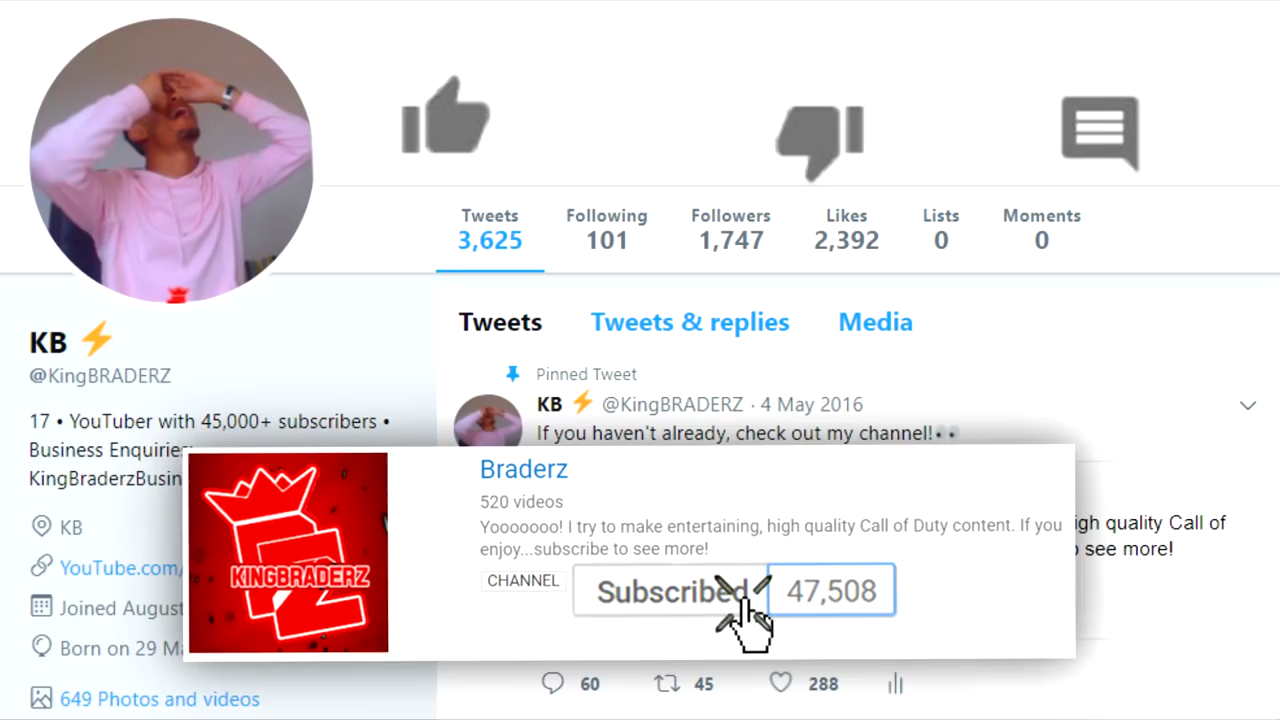 Tweets Following Followers Likes Lists Moments
3,625 101 1,747 2,392 0 0
KB⚡
@KingBRADERZ
17 • YouTuber with 45,000+ subscribers •
Business Enquiries
KingBraderzBusin
KB
YouTube.com/
Joined August
Born on 29 Ma
649 Photos and videos
Tweets Tweets & replies Media
Pinned Tweet
KB⚡ @KingBRADERZ · 4 May 2016
If you haven't already, check out my channel!👀
KINGBRADERZ
Braderz
520 videos
Yooooooo! I try to make entertaining, high quality Call of Duty content. If you
enjoy...subscribe to see more!
CHANNEL Subscribed 47,508
igh quality Call of
see more!
60 45 288